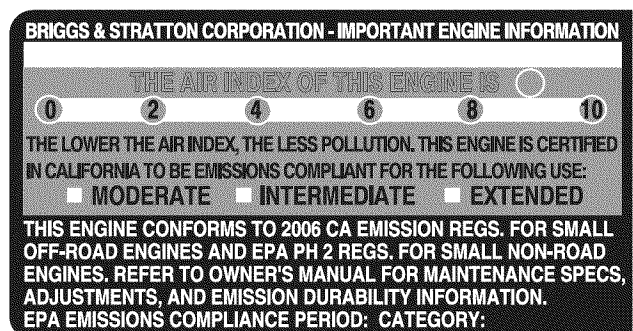 BRIGGS & STRATTON CORPORATION - IMPORTANT ENGINE INFORMATION
THE AIR INDEX OF THIS ENGINE IS
0 2 4 6 8 10
THE LOWER THE AIR INDEX, THE LESS POLLUTION. THIS ENGINE IS CERTIFIED
IN CALIFORNIA TO BE EMISSIONS COMPLIANT FOR THE FOLLOWING USE:
MODERATE INTERMEDIATE EXTENDED
THIS ENGINE CONFORMS TO 2006 CA EMISSION REGS. FOR SMALL
OFF-ROAD ENGINES AND EPA PH 2 REGS. FOR SMALL NON-ROAD
ENGINES. REFER TO OWNER'S MANUAL FOR MAINTENANCE SPECS,
ADJUSTMENTS, AND EMISSION DURABILITY INFORMATION.
EPA EMISSIONS COMPLIANCE PERIOD: CATEGORY: